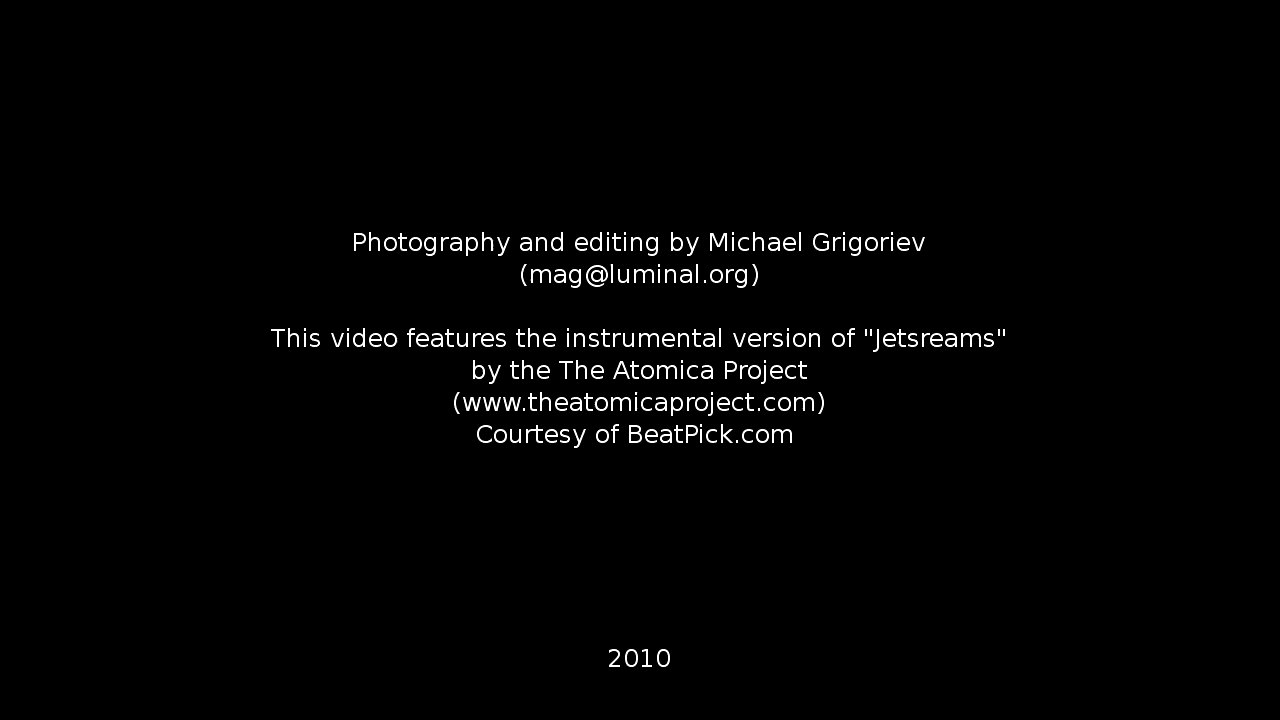 Photography and editing by Michael Grigoriev
(mag@luminal.org)
This video features the instrumental version of "Jetsreams"
by the The Atomica Project
(www.theatomicaproject.com)
Courtesy of BeatPick.com
2010